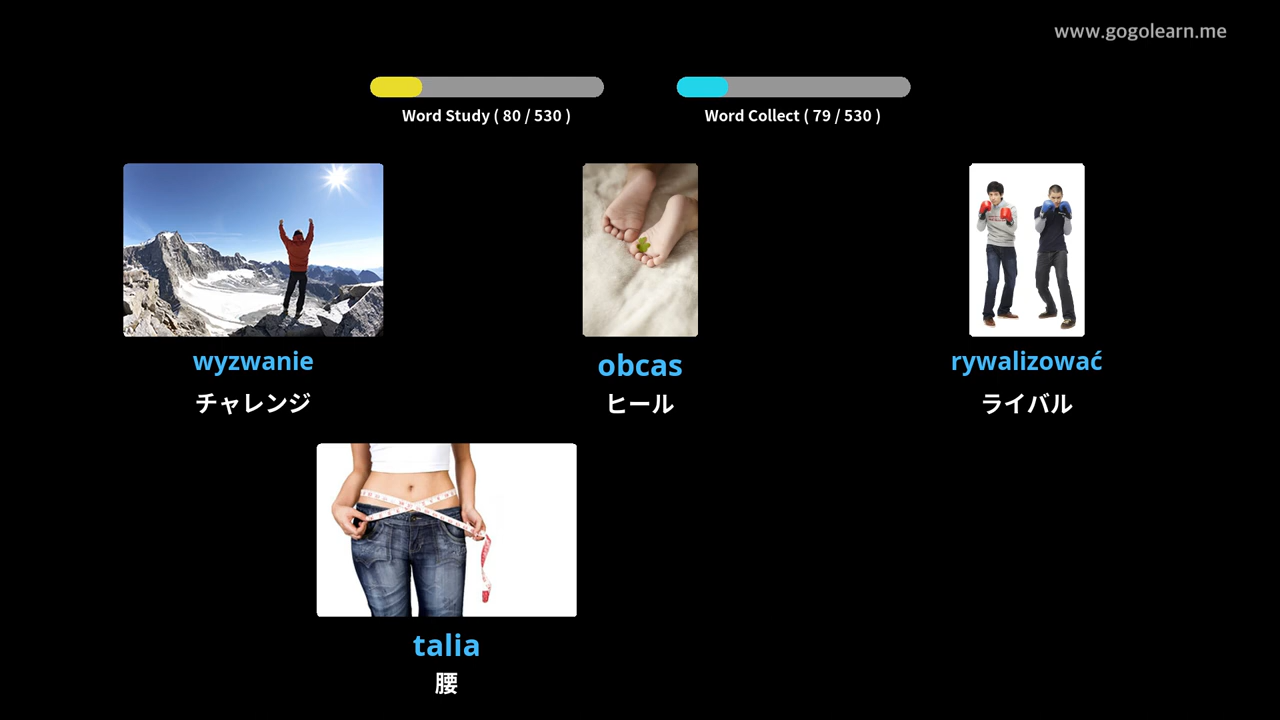 www.gogolearn.me
Word Study ( 80 / 530 )
Word Collect ( 79 / 530 )
wyzwanie
チャレンジ
obcas
ヒール
rywalizować
ライバル
talia
腰